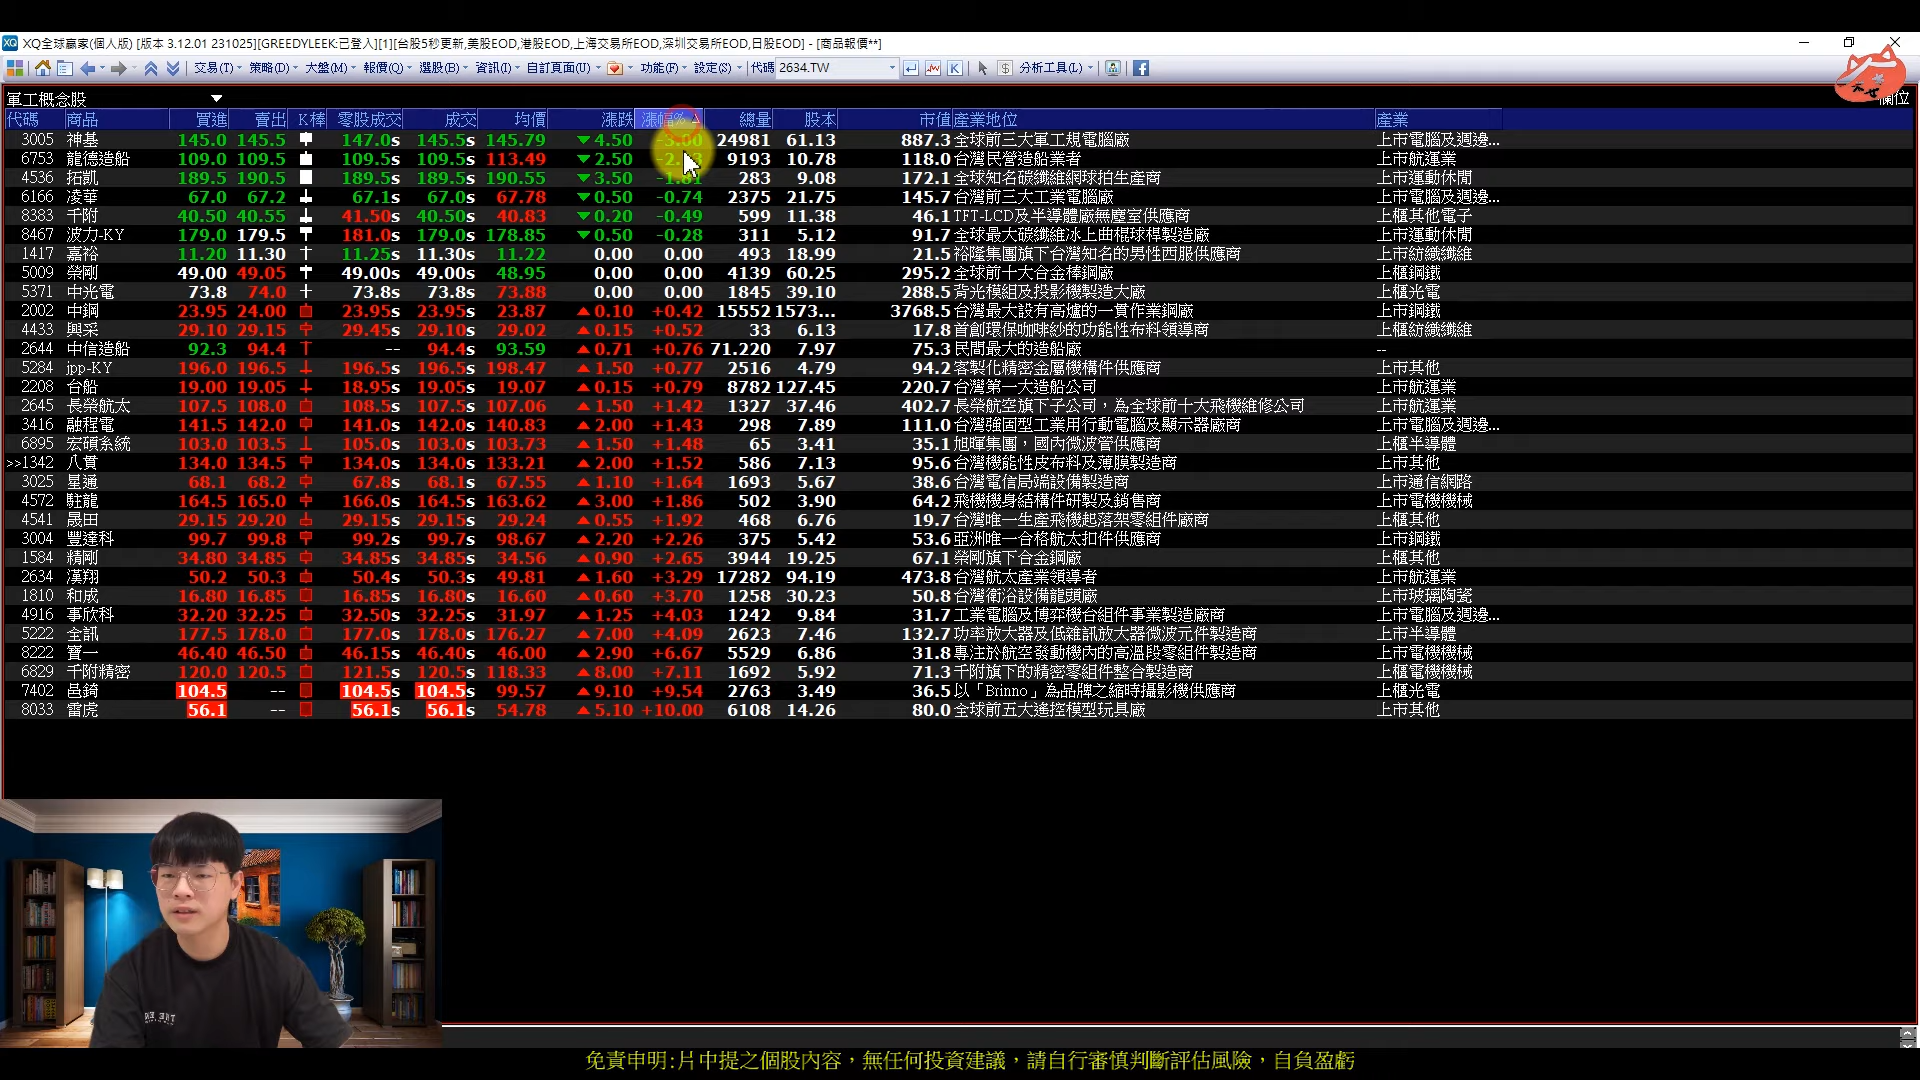 XQ全球贏家(個人版) [版本 3.12.01 231025][GREEDYLEEK:已登入][1][台股5秒更新,美股EOD,港股EOD,上海交易所EOD,深圳交易所EOD,日股EOD] - [商品報價**]
交易(T) 策略(D) 大盤(M) 報價(Q) 選股(B) 資訊(I) 自訂頁面(U) 功能(F) 設定(S) 代碼 2634.TW K $ 分析工具(L)
軍工概念股 欄位
代碼 商品 買進 賣出 K棒 零股成交 成交 均價 漲跌 漲幅% 總量 股本 市值 產業地位 產業
3005 神基 145.0 145.5 147.0s 145.5s 145.79 ▼4.50 -3.00 24981 61.13 887.3 全球前三大軍工規電腦廠 上市電腦及週邊...
6753 龍德造船 109.0 109.5 109.5s 109.5s 113.49 ▼2.50 9193 10.78 118.0 台灣民營造船業者 上市航運業
4536 拓凱 189.5 190.5 189.5s 189.5s 190.55 ▼3.50 -1.81 283 9.08 172.1 全球知名碳纖維網球拍生產商 上市運動休閒
6166 凌華 67.0 67.2 67.1s 67.0s 67.78 ▼0.50 -0.74 2375 21.75 145.7 台灣前三大工業電腦廠 上市電腦及週邊...
8383 千附 40.50 40.55 41.50s 40.50s 40.83 ▼0.20 -0.49 599 11.38 46.1 TFT-LCD及半導體廠無塵室供應商 上櫃其他電子
8467 波力-KY 179.0 179.5 181.0s 179.0s 178.85 ▼0.50 -0.28 311 5.12 91.7 全球最大碳纖維冰上曲棍球桿製造廠 上市運動休閒
1417 嘉裕 11.20 11.30 11.25s 11.30s 11.22 0.00 0.00 493 18.99 21.5 裕隆集團旗下台灣知名的男性西服供應商 上市紡織纖維
5009 榮剛 49.00 49.05 49.00s 49.00s 48.95 0.00 0.00 4139 60.25 295.2 全球前十大合金棒鋼廠 上櫃鋼鐵
5371 中光電 73.8 74.0 73.8s 73.8s 73.88 0.00 0.00 1845 39.10 288.5 背光模組及投影機製造大廠 上櫃光電
2002 中鋼 23.95 24.00 23.95s 23.95s 23.87 ▲0.10 +0.42 15552 1573... 3768.5 台灣最大設有高爐的一貫作業鋼廠 上市鋼鐵
4433 興采 29.10 29.15 29.45s 29.10s 29.02 ▲0.15 +0.52 33 6.13 17.8 首創環保咖啡紗的功能性布料領導商 上櫃紡織纖維
2644 中信造船 92.3 94.4 -- 94.4s 93.59 ▲0.71 +0.76 71.220 7.97 75.3 民間最大的造船廠 --
5284 jpp-KY 196.0 196.5 196.5s 196.5s 198.47 ▲1.50 +0.77 2516 4.79 94.2 客製化精密金屬機構件供應商 上市其他
2208 台船 19.00 19.05 18.95s 19.05s 19.07 ▲0.15 +0.79 8782 127.45 220.7 台灣第一大造船公司 上市航運業
2645 長榮航太 107.5 108.0 108.5s 107.5s 107.06 ▲1.50 +1.42 1327 37.46 402.7 長榮航空旗下子公司，為全球前十大飛機維修公司 上市航運業
3416 融程電 141.5 142.0 141.0s 142.0s 140.83 ▲2.00 +1.43 298 7.89 111.0 台灣強固型工業用行動電腦及顯示器廠商 上市電腦及週邊...
6895 宏碩系統 103.0 103.5 105.0s 103.0s 103.73 ▲1.50 +1.48 65 3.41 35.1 旭暉集團，國內微波管供應商 上櫃半導體
>>1342 八貫 134.0 134.5 134.0s 134.0s 133.21 ▲2.00 +1.52 586 7.13 95.6 台灣機能性皮布料及薄膜製造商 上市其他
3025 星通 68.1 68.2 67.8s 68.1s 67.55 ▲1.10 +1.64 1693 5.67 38.6 台灣電信局端設備製造商 上市通信網路
4572 駐龍 164.5 165.0 166.0s 164.5s 163.62 ▲3.00 +1.86 502 3.90 64.2 飛機機身結構件研製及銷售商 上市電機機械
4541 晟田 29.15 29.20 29.15s 29.15s 29.24 ▲0.55 +1.92 468 6.76 19.7 台灣唯一生產飛機起落架零組件廠商 上櫃其他
3004 豐達科 99.7 99.8 99.2s 99.7s 98.67 ▲2.20 +2.26 375 5.42 53.6 亞洲唯一合格航太扣件供應商 上市鋼鐵
1584 精剛 34.80 34.85 34.85s 34.85s 34.56 ▲0.90 +2.65 3944 19.25 67.1 榮剛旗下合金鋼廠 上櫃其他
2634 漢翔 50.2 50.3 50.4s 50.3s 49.81 ▲1.60 +3.29 17282 94.19 473.8 台灣航太產業領導者 上市航運業
1810 和成 16.80 16.85 16.85s 16.80s 16.60 ▲0.60 +3.70 1258 30.23 50.8 台灣衛浴設備龍頭廠 上市玻璃陶瓷
4916 事欣科 32.20 32.25 32.50s 32.25s 31.97 ▲1.25 +4.03 1242 9.84 31.7 工業電腦及博弈機台組件事業製造廠商 上市電腦及週邊...
5222 全訊 177.5 178.0 177.0s 178.0s 176.27 ▲7.00 +4.09 2623 7.46 132.7 功率放大器及低雜訊放大器微波元件製造商 上市半導體
8222 寶一 46.40 46.50 46.15s 46.40s 46.00 ▲2.90 +6.67 5529 6.86 31.8 專注於航空發動機內的高溫段零組件製造商 上市電機機械
6829 千附精密 120.0 120.5 121.5s 120.5s 118.33 ▲8.00 +7.11 1692 5.92 71.3 千附旗下的精密零組件整合製造商 上櫃電機機械
7402 邑錡 104.5 -- 104.5s 104.5s 99.57 ▲9.10 +9.54 2763 3.49 36.5 以「Brinno」為品牌之縮時攝影機供應商 上櫃光電
8033 雷虎 56.1 -- 56.1s 56.1s 54.78 ▲5.10 +10.00 6108 14.26 80.0 全球前五大遙控模型玩具廠 上市其他
免責申明:片中提之個股內容，無任何投資建議，請自行審慎判斷評估風險，自負盈虧